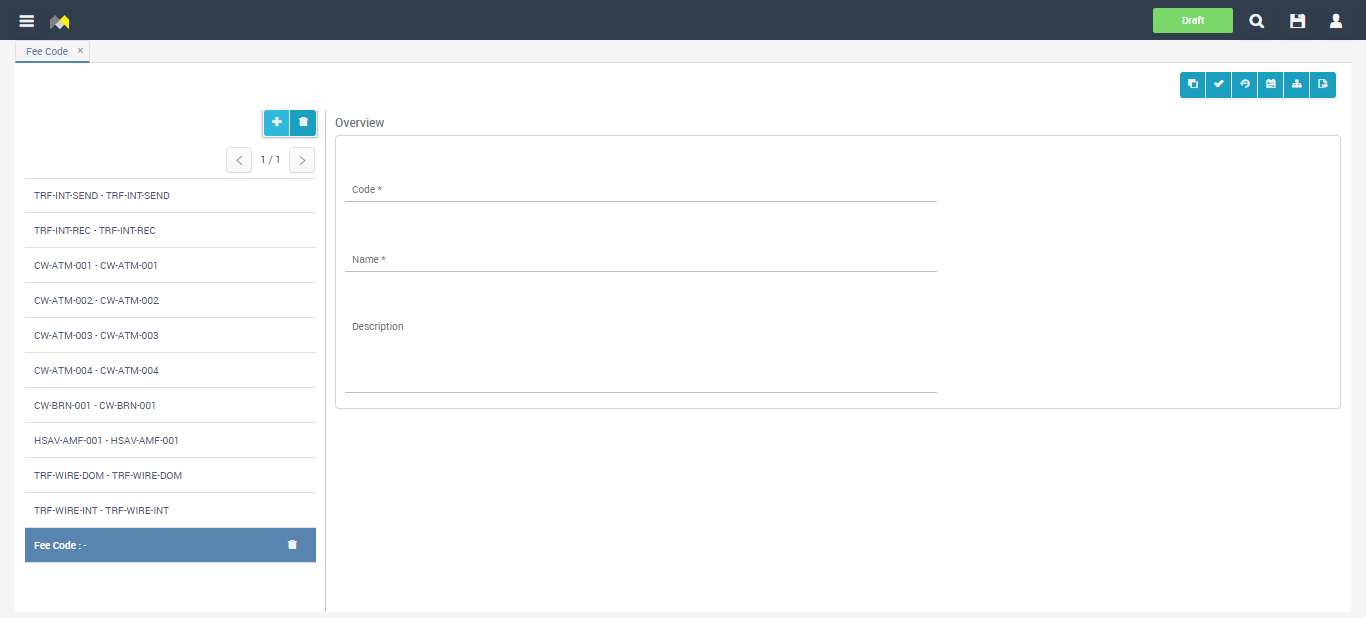 Draft
Fee Code ×
Overview
1 / 1
TRF-INT-SEND - TRF-INT-SEND
TRF-INT-REC - TRF-INT-REC
CW-ATM-001 - CW-ATM-001
CW-ATM-002 - CW-ATM-002
CW-ATM-003 - CW-ATM-003
CW-ATM-004 - CW-ATM-004
CW-BRN-001 - CW-BRN-001
HSAV-AMF-001 - HSAV-AMF-001
TRF-WIRE-DOM - TRF-WIRE-DOM
TRF-WIRE-INT - TRF-WIRE-INT
Fee Code : -
Code *
Name *
Description